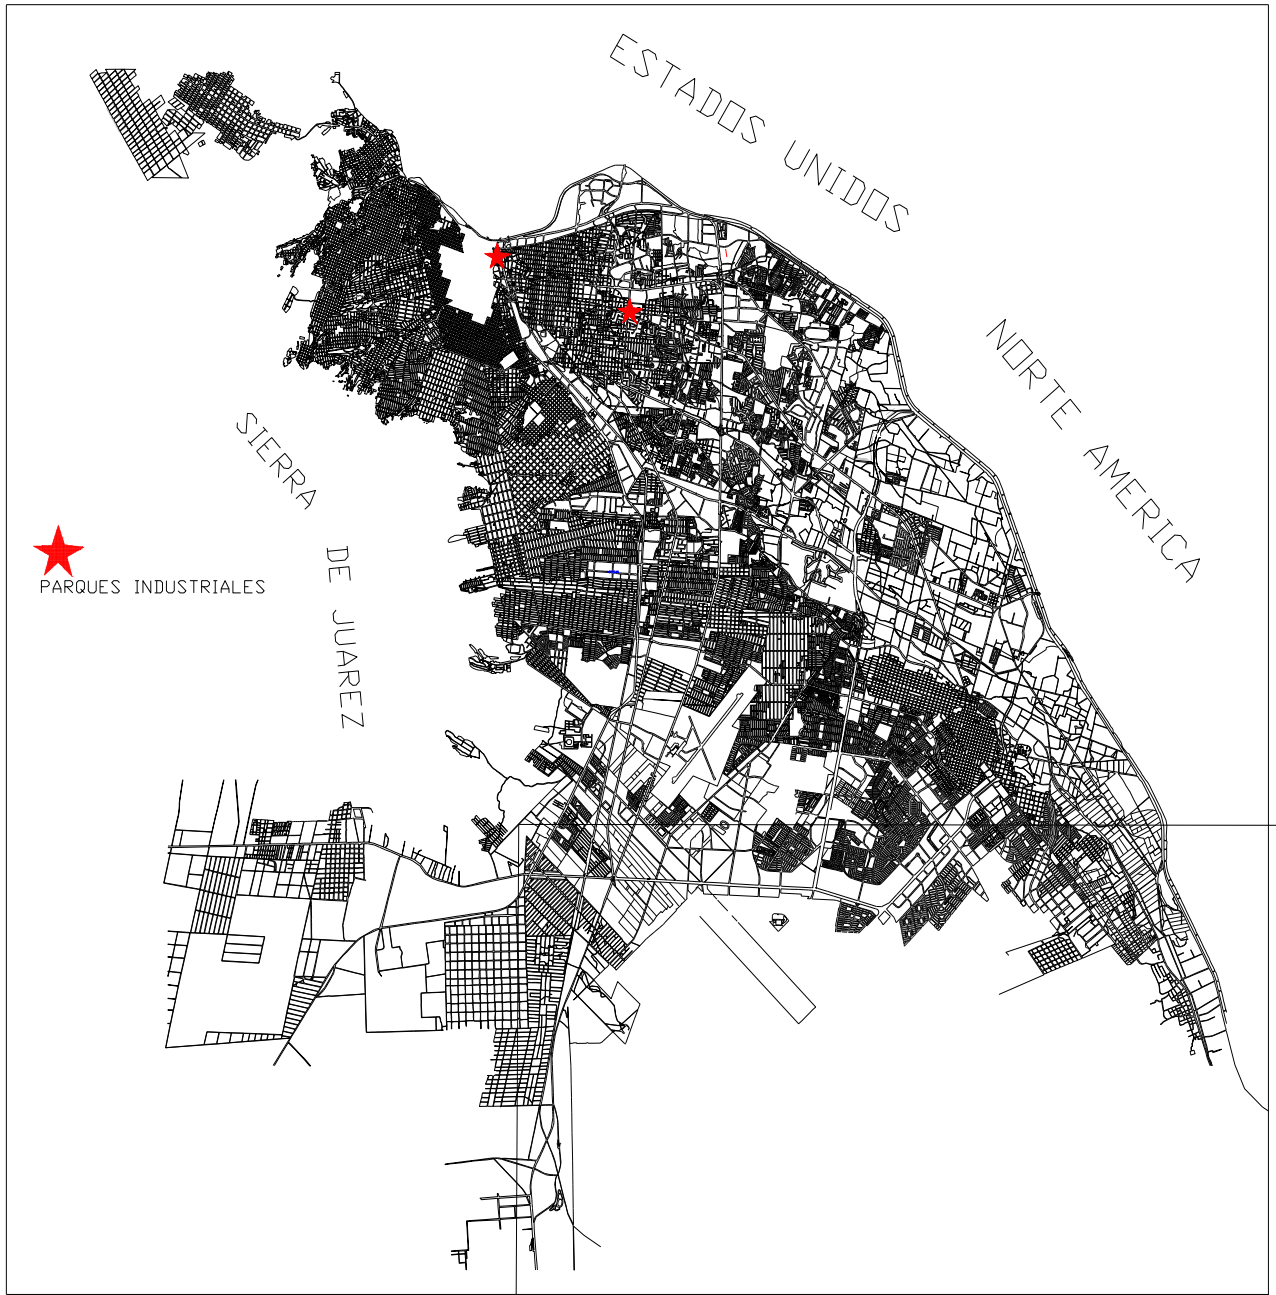 ESTADOS UNIDOS
NORTE AMERICA
SIERRA
DE JUAREZ
PARQUES INDUSTRIALES